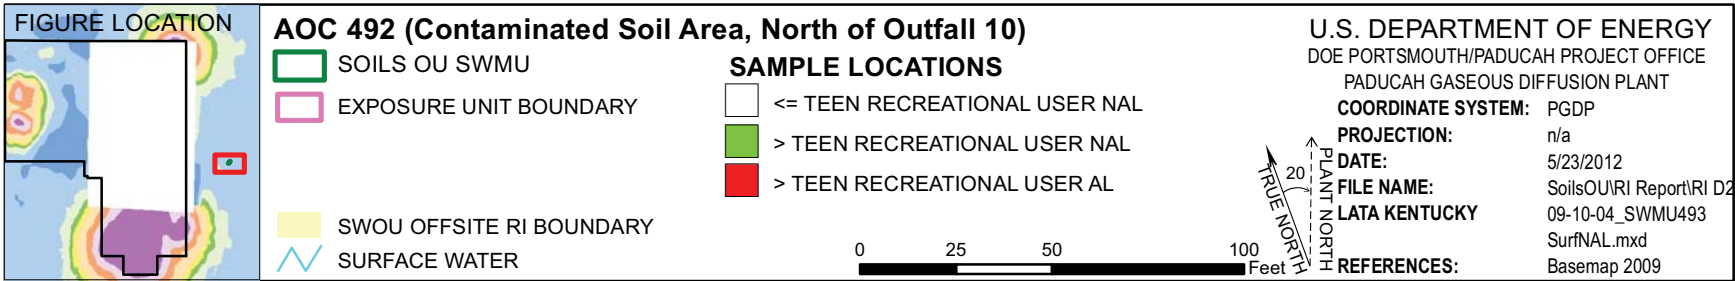 FIGURE LOCATION
AOC 492 (Contaminated Soil Area, North of Outfall 10)
SOILS OU SWMU
EXPOSURE UNIT BOUNDARY
SWOU OFFSITE RI BOUNDARY
SURFACE WATER
SAMPLE LOCATIONS
<= TEEN RECREATIONAL USER NAL
> TEEN RECREATIONAL USER NAL
> TEEN RECREATIONAL USER AL
0 25 50 100
Feet
TRUE NORTH
20
PLANT NORTH
U.S. DEPARTMENT OF ENERGY
DOE PORTSMOUTH/PADUCAH PROJECT OFFICE
PADUCAH GASEOUS DIFFUSION PLANT
COORDINATE SYSTEM: PGDP
PROJECTION: n/a
DATE: 5/23/2012
FILE NAME: SoilsOU\RI Report\RI D2
LATA KENTUCKY 09-10-04_SWMU493
SurfNAL.mxd
REFERENCES: Basemap 2009